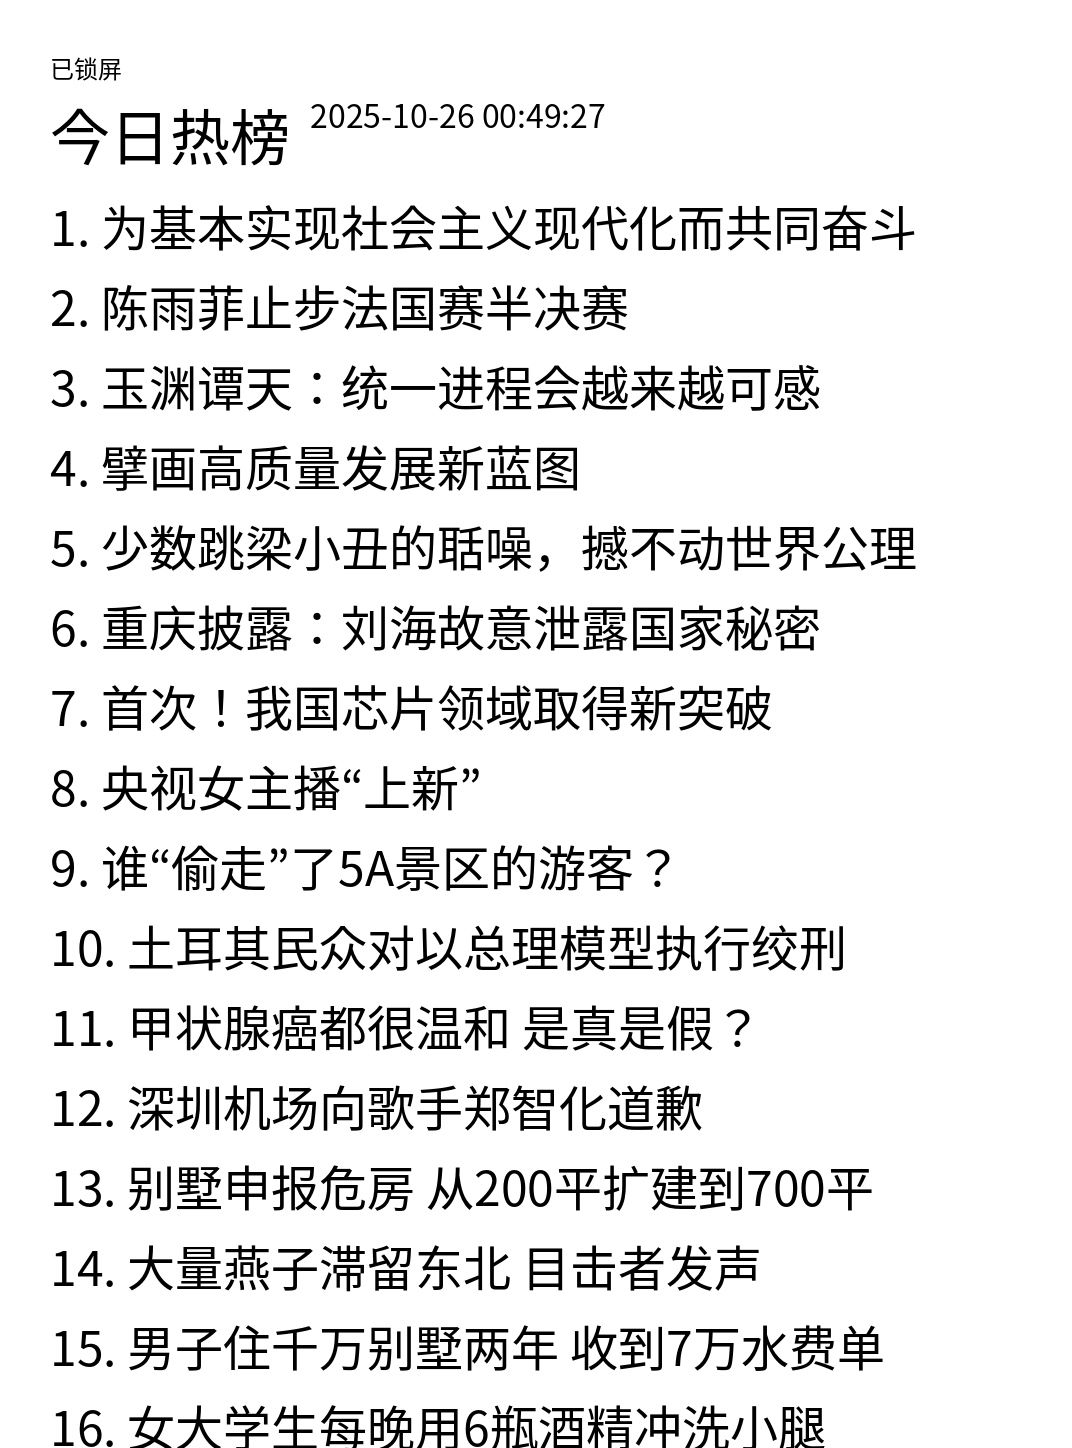 已锁屏
今日热榜 2025-10-26 00:49:27
1. 为基本实现社会主义现代化而共同奋斗
2. 陈雨菲止步法国赛半决赛
3. 玉渊谭天：统一进程会越来越可感
4. 擘画高质量发展新蓝图
5. 少数跳梁小丑的聒噪，撼不动世界公理
6. 重庆披露：刘海故意泄露国家秘密
7. 首次！我国芯片领域取得新突破
8. 央视女主播“上新”
9. 谁“偷走”了5A景区的游客？
10. 土耳其民众对以总理模型执行绞刑
11. 甲状腺癌都很温和 是真是假？
12. 深圳机场向歌手郑智化道歉
13. 别墅申报危房 从200平扩建到700平
14. 大量燕子滞留东北 目击者发声
15. 男子住千万别墅两年 收到7万水费单
16. 女大学生每晚用6瓶酒精冲洗小腿